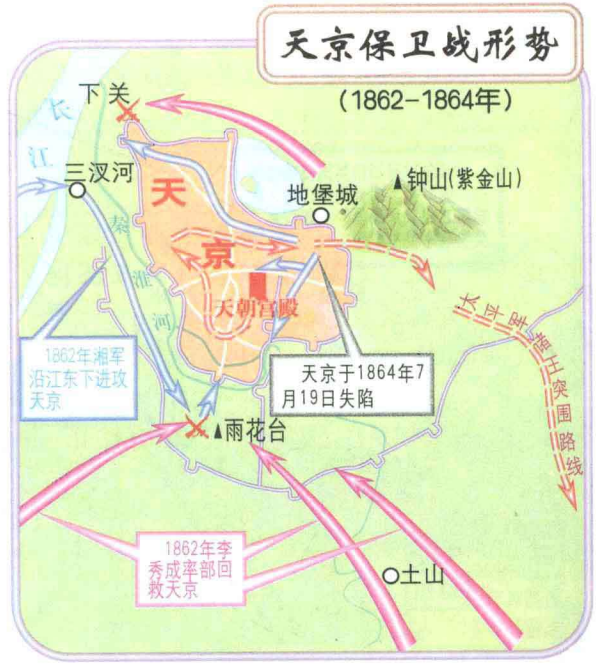 天京保卫战形势
(1862-1864年)
下关
长
江
三汊河
天
京
地堡城
钟山(紫金山)
秦
淮
河
天朝宫殿
太平军诸王突围路线
1862年湘军
沿江东下进攻
天京
天京于1864年7
月19日失陷
雨花台
1862年李
秀成率部回
救天京
土山